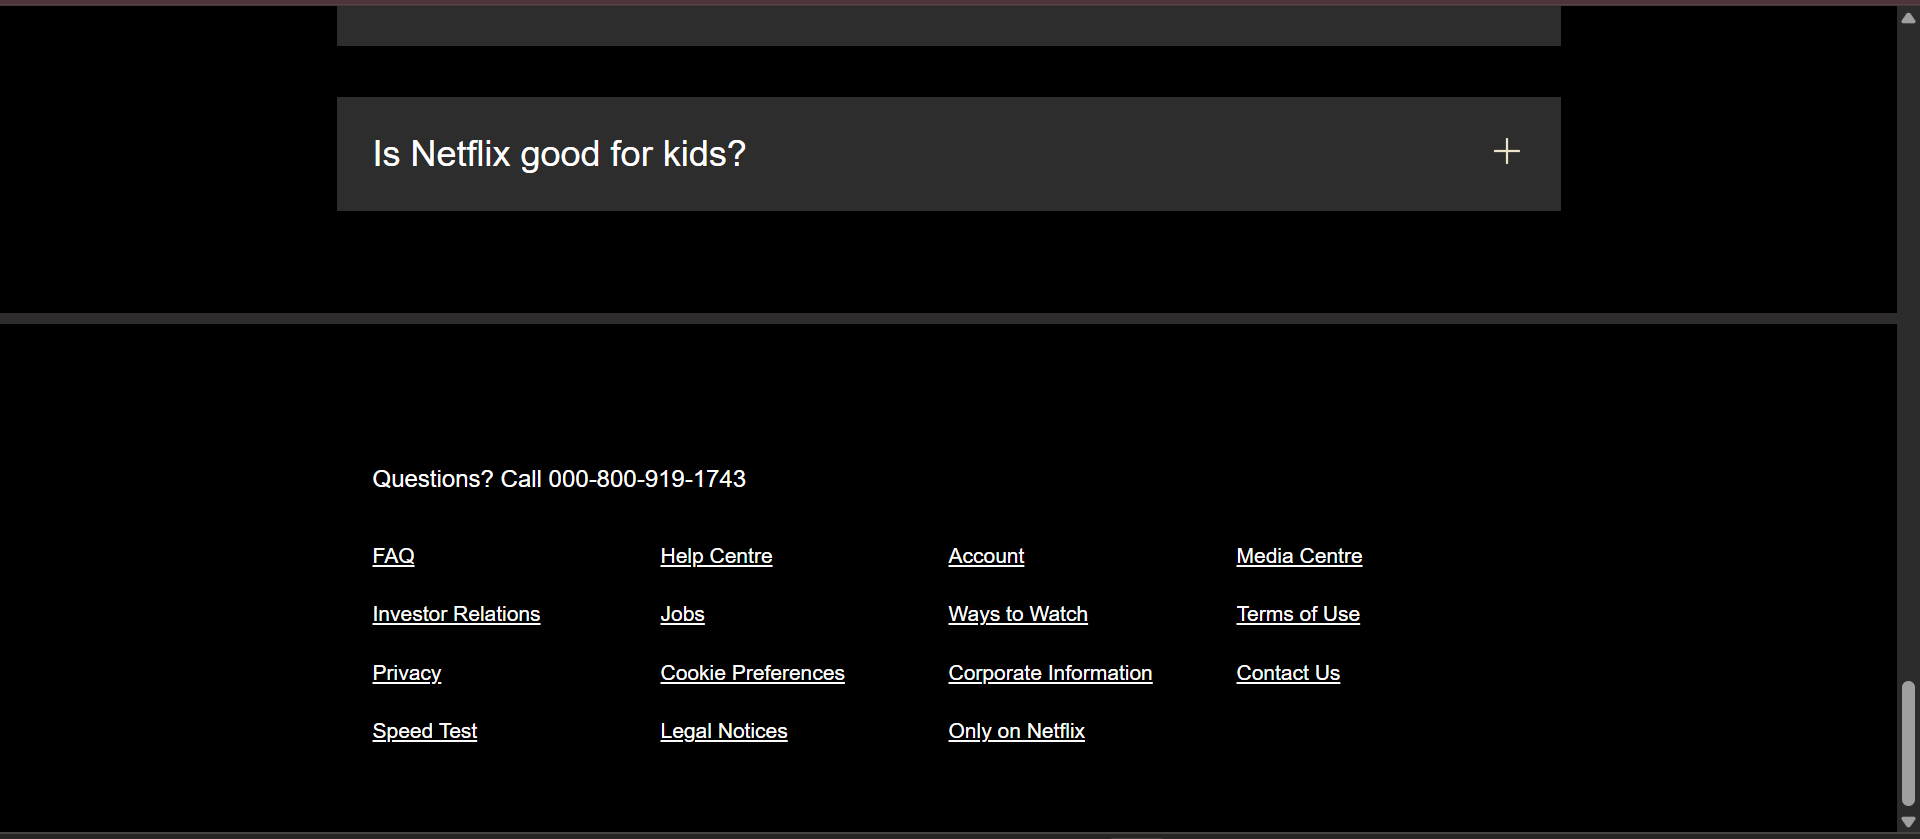 Is Netflix good for kids?
Questions? Call 000-800-919-1743
FAQ Help Centre Account Media Centre
Investor Relations Jobs Ways to Watch Terms of Use
Privacy Cookie Preferences Corporate Information Contact Us
Speed Test Legal Notices Only on Netflix